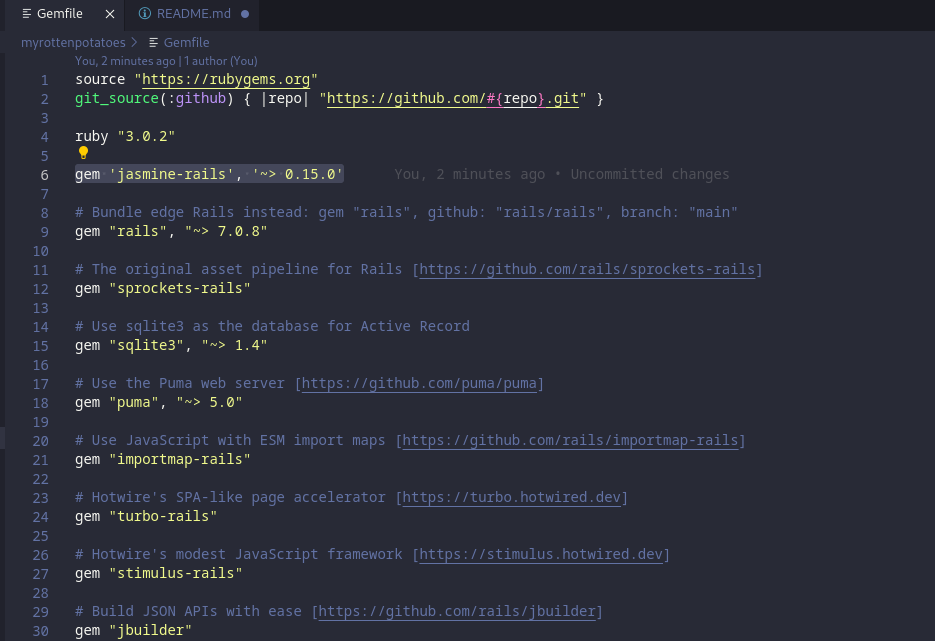 Gemfile
README.md
myrottenpotatoes > Gemfile
You, 2 minutes ago | 1 author (You)
1 source "https://rubygems.org"
2 git_source(:github) { |repo| "https://github.com/#{repo}.git" }
3
4 ruby "3.0.2"
5
6 gem 'jasmine-rails', '~> 0.15.0' You, 2 minutes ago • Uncommitted changes
7
8 # Bundle edge Rails instead: gem "rails", github: "rails/rails", branch: "main"
9 gem "rails", "~> 7.0.8"
10
11 # The original asset pipeline for Rails [https://github.com/rails/sprockets-rails]
12 gem "sprockets-rails"
13
14 # Use sqlite3 as the database for Active Record
15 gem "sqlite3", "~> 1.4"
16
17 # Use the Puma web server [https://github.com/puma/puma]
18 gem "puma", "~> 5.0"
19
20 # Use JavaScript with ESM import maps [https://github.com/rails/importmap-rails]
21 gem "importmap-rails"
22
23 # Hotwire's SPA-like page accelerator [https://turbo.hotwired.dev]
24 gem "turbo-rails"
25
26 # Hotwire's modest JavaScript framework [https://stimulus.hotwired.dev]
27 gem "stimulus-rails"
28
29 # Build JSON APIs with ease [https://github.com/rails/jbuilder]
30 gem "jbuilder"